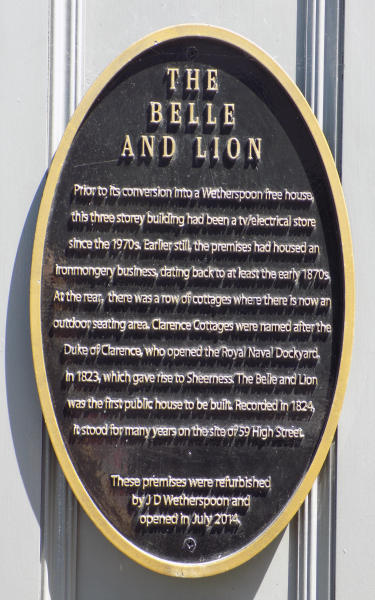 THE
BELLE
AND LION
Prior to its conversion into a Wetherspoon free house,
this three storey building had been a tv/electrical store
since the 1970s. Earlier still, the premises had housed an
ironmongery business, dating back to at least the early 1870s.
At the rear, there was a row of cottages where there is now an
outdoor seating area. Clarence Cottages were named after the
Duke of Clarence, who opened the Royal Naval Dockyard.
in 1823, which gave rise to Sheerness. The Belle and Lion
was the first public house to be built. Recorded in 1824,
it stood for many years on the site of 59 High Street.
These premises were refurbished
by J D Wetherspoon and
opened in July 2014.